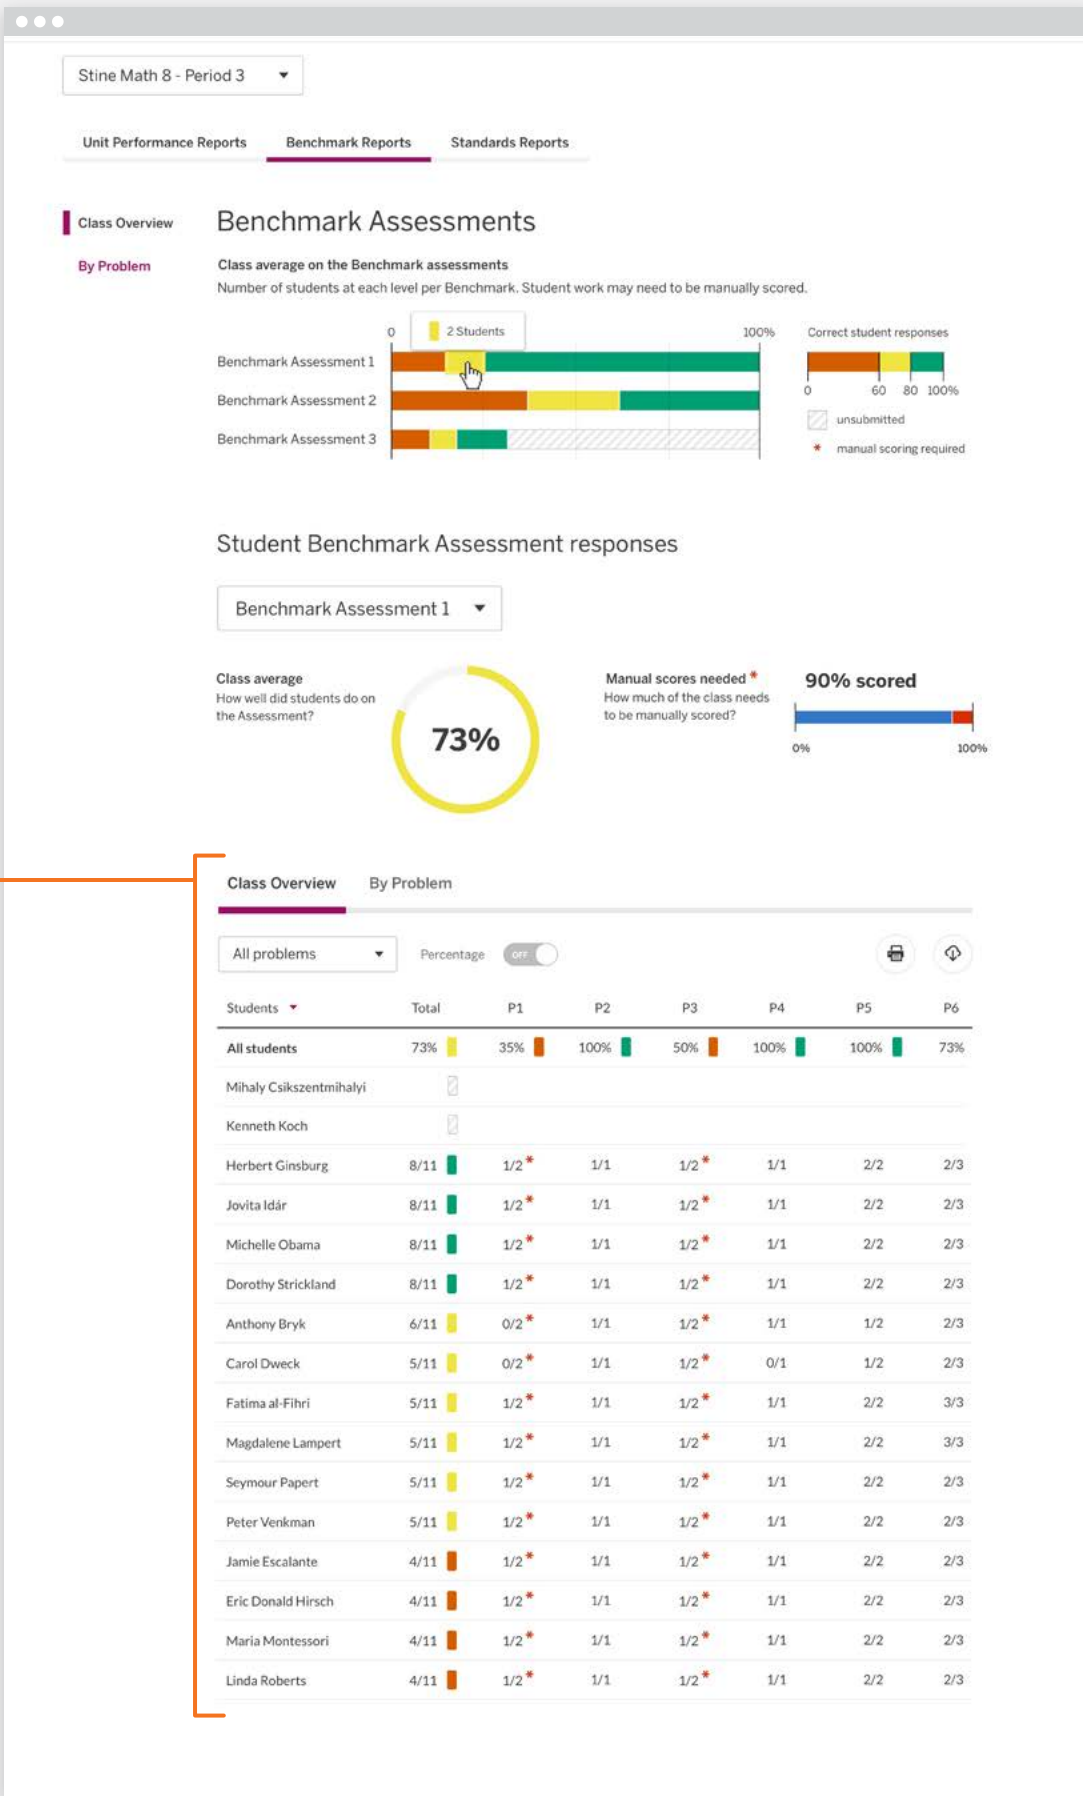 Stine Math 8 - Period 3
Unit Performance Reports Benchmark Reports Standards Reports
Class Overview
By Problem
Benchmark Assessments
Class average on the Benchmark assessments
Number of students at each level per Benchmark. Student work may need to be manually scored.
0 2 Students 100%
Benchmark Assessment 1
Benchmark Assessment 2
Benchmark Assessment 3
Correct student responses
0 60 80 100%
unsubmitted
* manual scoring required
Student Benchmark Assessment responses
Benchmark Assessment 1
Class average
How well did students do on
the Assessment?
73%
Manual scores needed *
How much of the class needs
to be manually scored?
90% scored
0% 100%
Class Overview By Problem
All problems Percentage OFF
Students Total P1 P2 P3 P4 P5 P6
All students 73% 35% 100% 50% 100% 100% 73%
Mihaly Csikszentmihalyi
Kenneth Koch
Herbert Ginsburg 8/11 1/2 * 1/1 1/2 * 1/1 2/2 2/3
Jovita Idár 8/11 1/2 * 1/1 1/2 * 1/1 2/2 2/3
Michelle Obama 8/11 1/2 * 1/1 1/2 * 1/1 2/2 2/3
Dorothy Strickland 8/11 1/2 * 1/1 1/2 * 1/1 2/2 2/3
Anthony Bryk 6/11 0/2 * 1/1 1/2 * 1/1 1/2 2/3
Carol Dweck 5/11 0/2 * 1/1 1/2 * 0/1 1/2 2/3
Fatima al-Fihri 5/11 1/2 * 1/1 1/2 * 1/1 2/2 3/3
Magdalene Lampert 5/11 1/2 * 1/1 1/2 * 1/1 2/2 3/3
Seymour Papert 5/11 1/2 * 1/1 1/2 * 1/1 2/2 2/3
Peter Venkman 5/11 1/2 * 1/1 1/2 * 1/1 2/2 2/3
Jamie Escalante 4/11 1/2 * 1/1 1/2 * 1/1 2/2 2/3
Eric Donald Hirsch 4/11 1/2 * 1/1 1/2 * 1/1 2/2 2/3
Maria Montessori 4/11 1/2 * 1/1 1/2 * 1/1 2/2 2/3
Linda Roberts 4/11 1/2 * 1/1 1/2 * 1/1 2/2 2/3